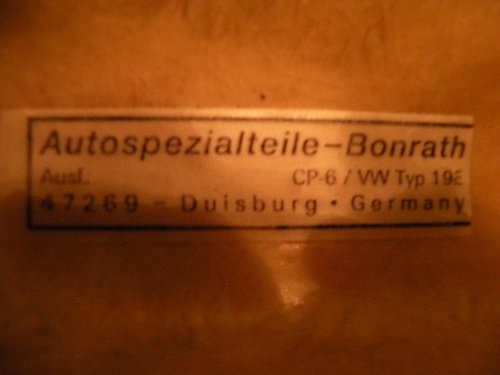 Autospezialteile-Bonrath
Ausf. CP-6 / VW Typ 19E
47269 - Duisburg · Germany